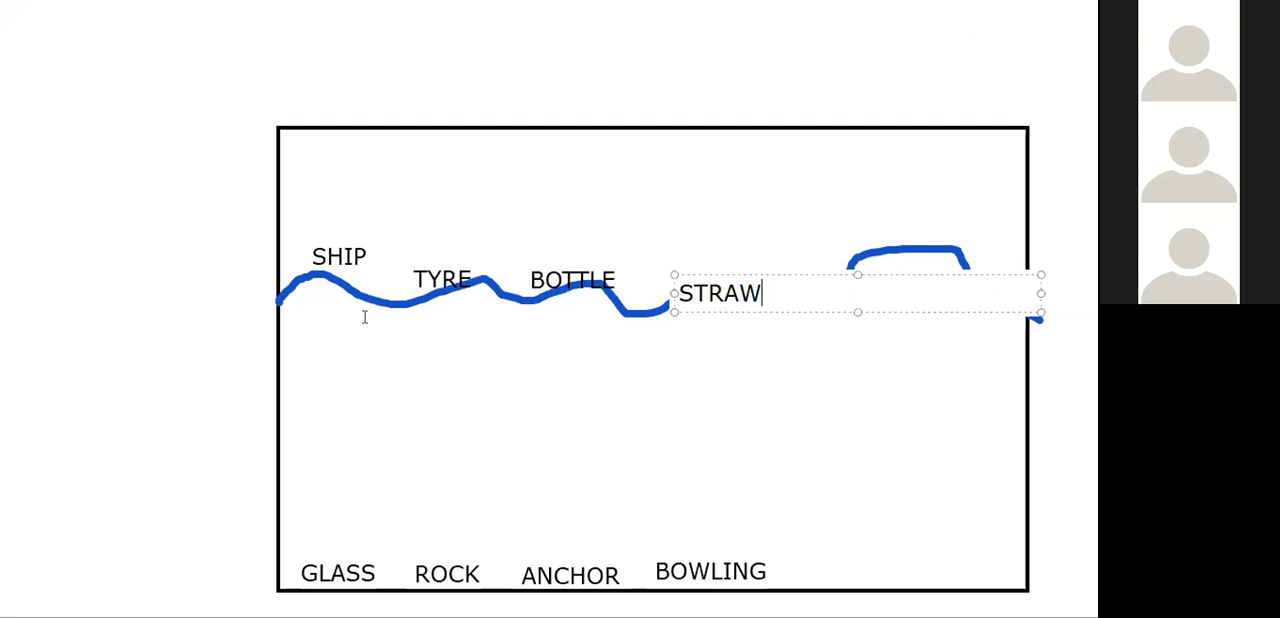 SHIP
TYRE
BOTTLE
STRAW
GLASS
ROCK
ANCHOR
BOWLING